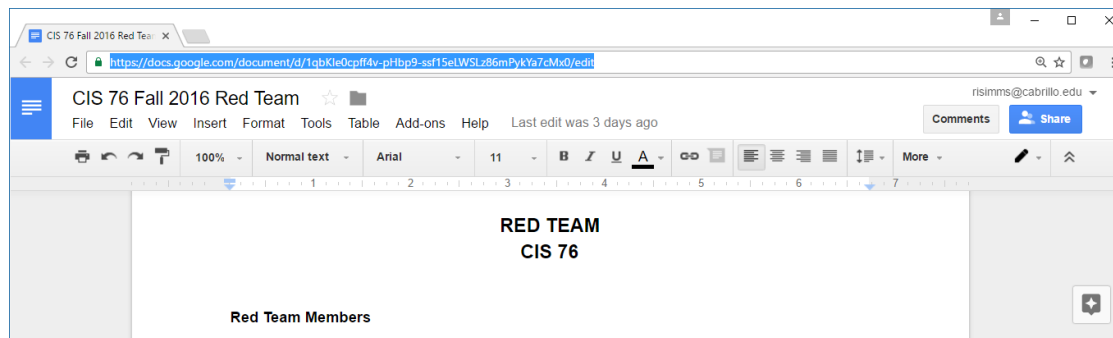 CIS 76 Fall 2016 Red Tear
https://docs.google.com/document/d/1qbKle0cpff4v-pHbp9-ssf15eLWSLz86mPykYa7cMx0/edit
CIS 76 Fall 2016 Red Team
risimms@cabrillo.edu
File Edit View Insert Format Tools Table Add-ons Help Last edit was 3 days ago
Comments Share
100% Normal text Arial 11 B I U A More
1 2 3 4 5 6 7
RED TEAM
CIS 76
Red Team Members